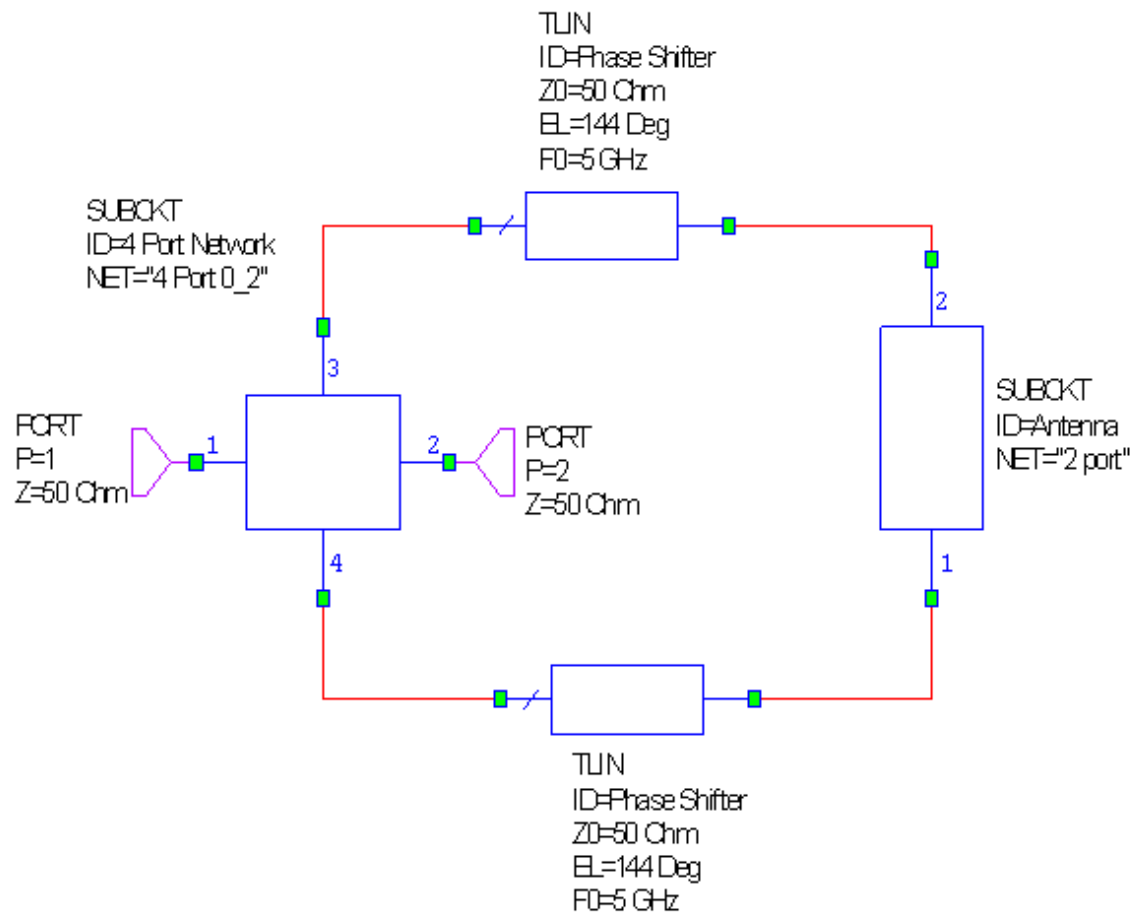 TLIN
ID=Phase Shifter
Z0=50 Ohm
EL=144 Deg
F0=5 GHz
SUBCKT
ID=4 Port Network
NET="4 Port 0_2"
3
2
SUBCKT
ID=Antenna
NET="2 port"
PORT
P=1
Z=50 Ohm
1
2
PORT
P=2
Z=50 Ohm
4
1
TLIN
ID=Phase Shifter
Z0=50 Ohm
EL=144 Deg
F0=5 GHz